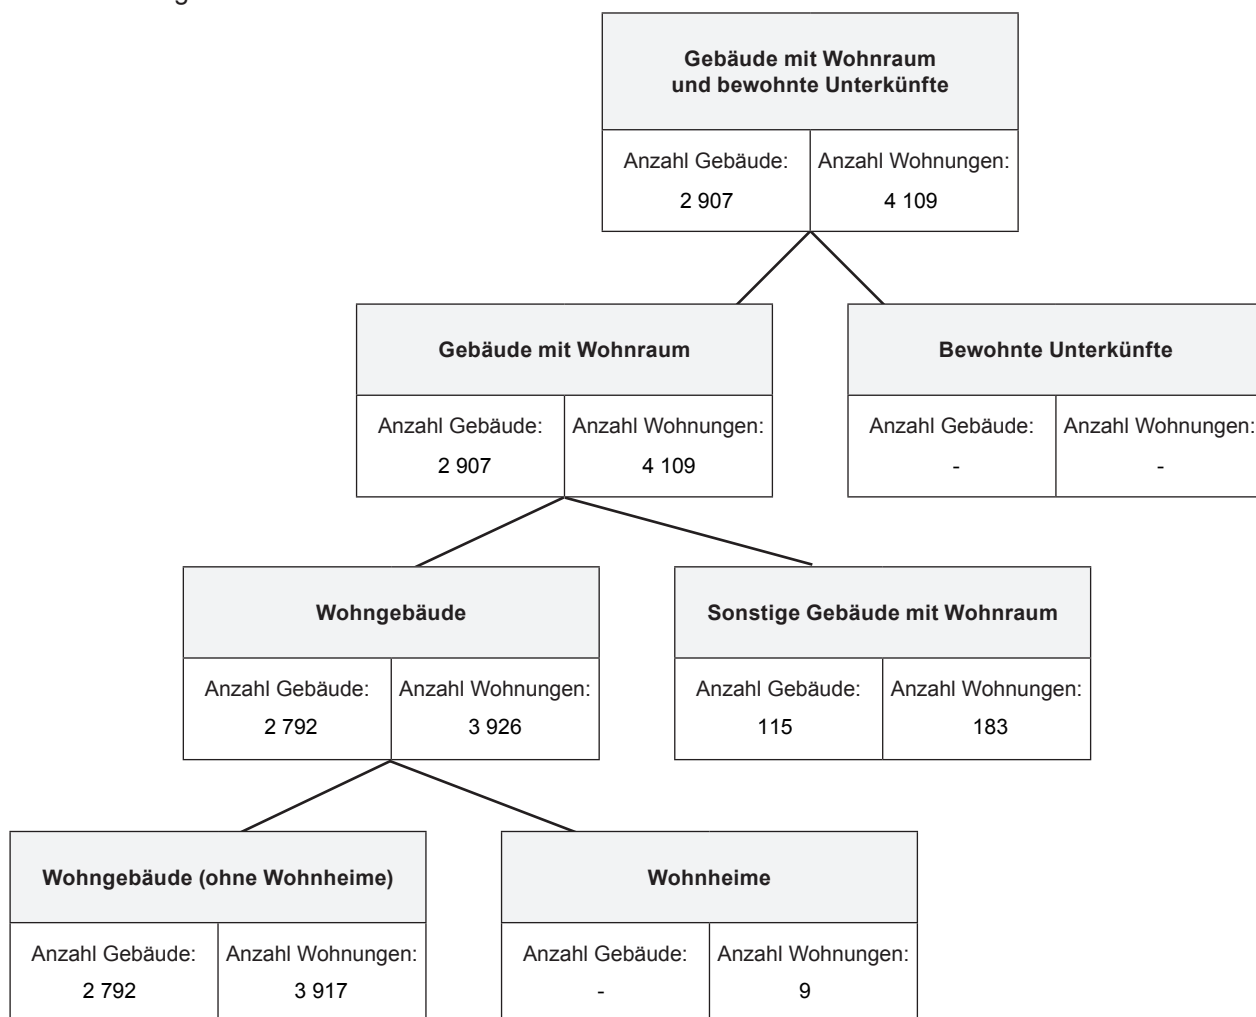 Gebäude mit Wohnraum
und bewohnte Unterkünfte
Anzahl Gebäude: Anzahl Wohnungen:
2 907 4 109
Gebäude mit Wohnraum
Anzahl Gebäude: Anzahl Wohnungen:
2 907 4 109
Bewohnte Unterkünfte
Anzahl Gebäude: Anzahl Wohnungen:
- -
Wohngebäude
Anzahl Gebäude: Anzahl Wohnungen:
2 792 3 926
Sonstige Gebäude mit Wohnraum
Anzahl Gebäude: Anzahl Wohnungen:
115 183
Wohngebäude (ohne Wohnheime)
Anzahl Gebäude: Anzahl Wohnungen:
2 792 3 917
Wohnheime
Anzahl Gebäude: Anzahl Wohnungen:
- 9